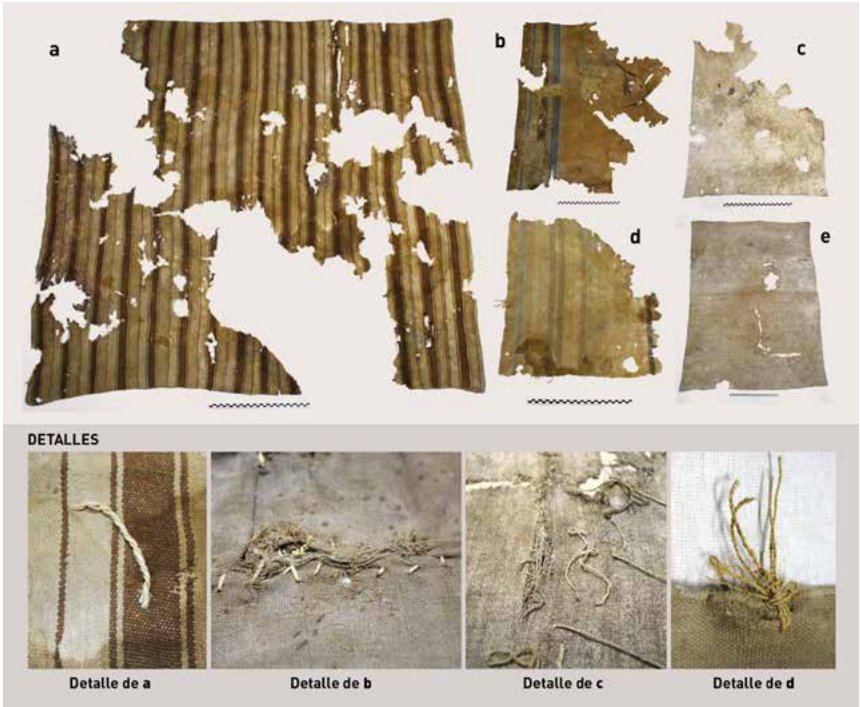 a
b
c
d
e
DETALLES
Detalle de a
Detalle de b
Detalle de c
Detalle de d